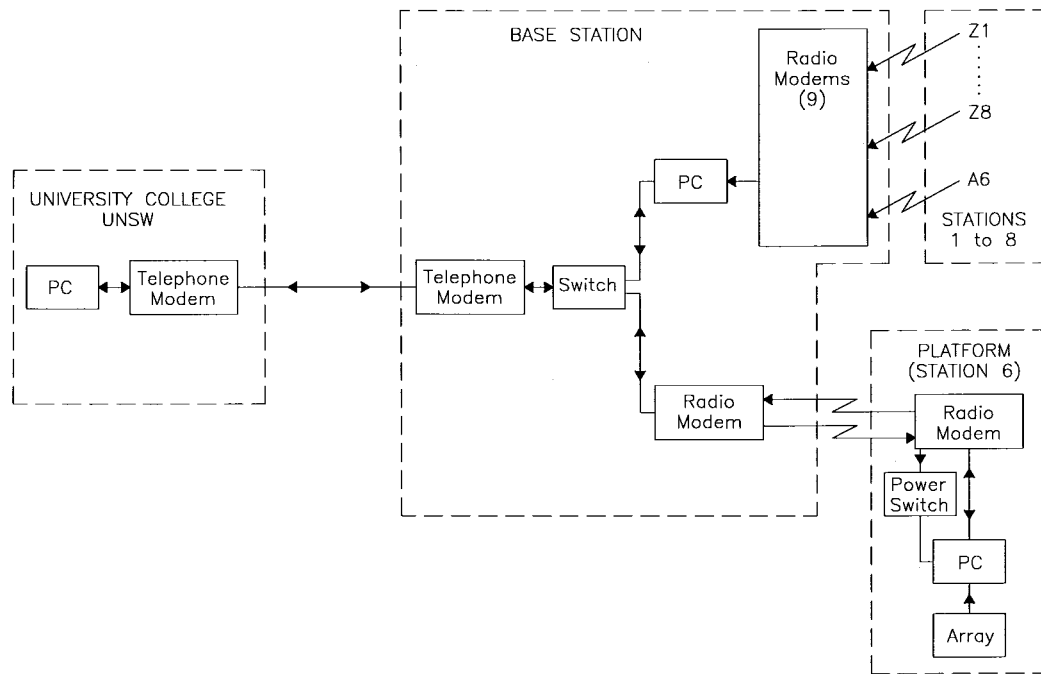 BASE STATION
Radio
Modems
(9)
Z1
Z8
A6
STATIONS
1 to 8
PC
UNIVERSITY COLLEGE
UNSW
PC
Telephone
Modem
Telephone
Modem
Switch
Radio
Modem
PLATFORM
(STATION 6)
Radio
Modem
Power
Switch
PC
Array